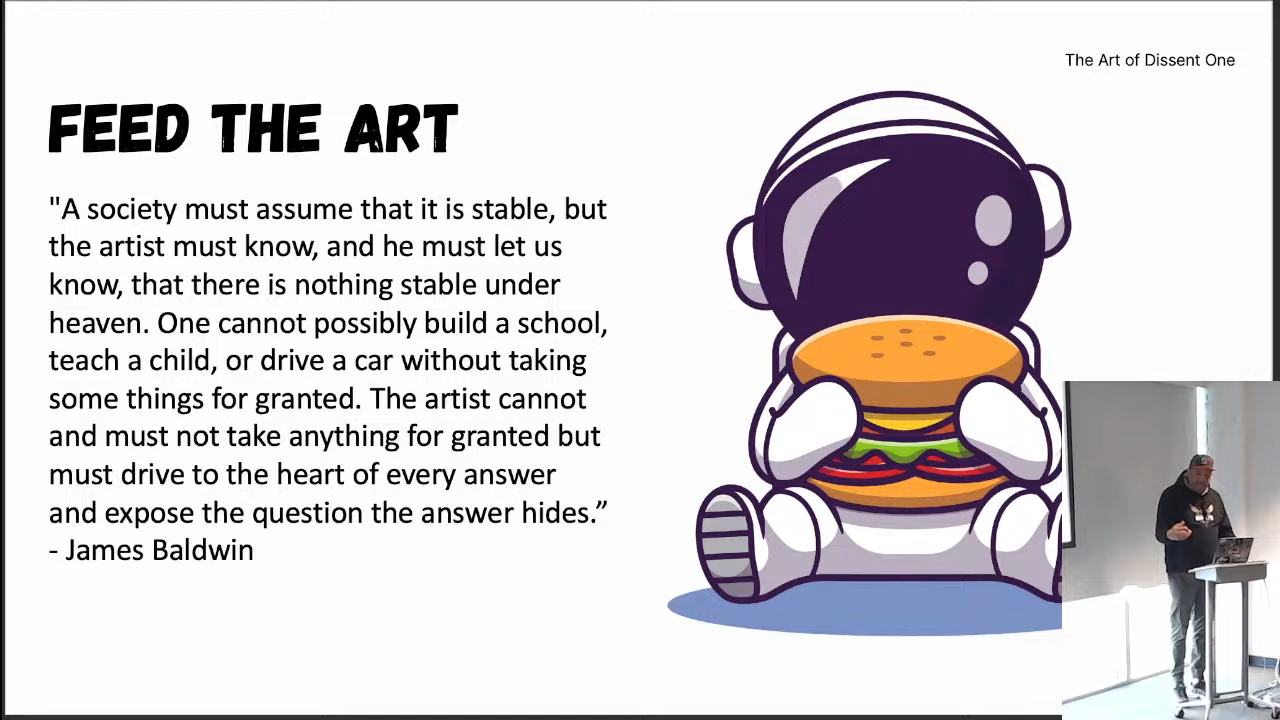 The Art of Dissent One
FEED THE ART
"A society must assume that it is stable, but
the artist must know, and he must let us
know, that there is nothing stable under
heaven. One cannot possibly build a school,
teach a child, or drive a car without taking
some things for granted. The artist cannot
and must not take anything for granted but
must drive to the heart of every answer
and expose the question the answer hides.”
- James Baldwin